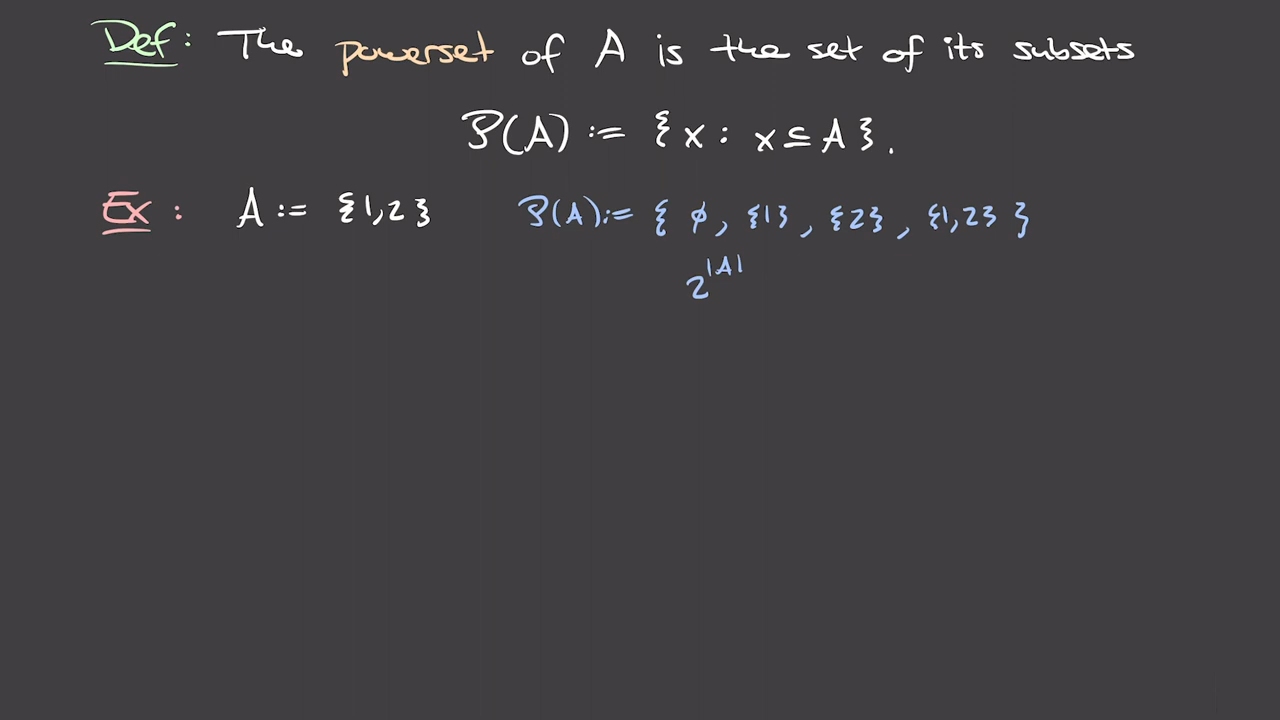 Def: The powerset of A is the set of its subsets
P(A) := {x : x ⊆ A}.
Ex: A := {1,2} P(A) := { ∅, {1}, {2}, {1,2} }
2^|A|